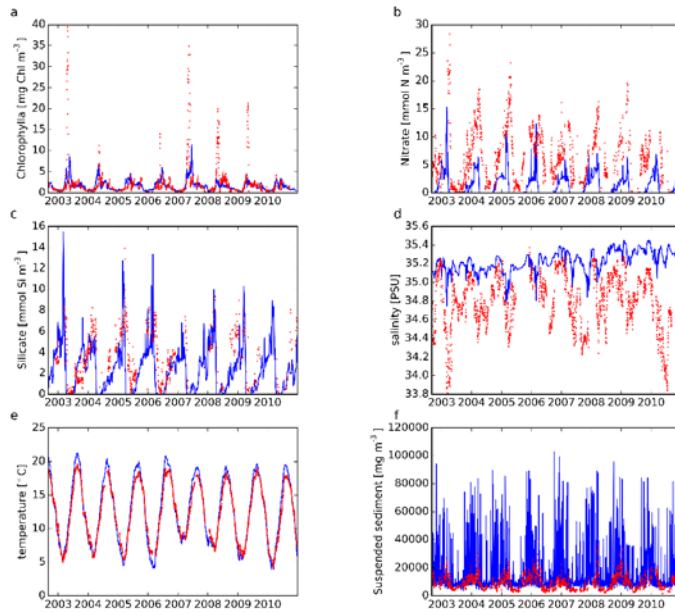 a
Chlorophylla [mg Chl m⁻³]
40
35
30
25
20
15
10
5
0
2003 2004 2005 2006 2007 2008 2009 2010
b
Nitrate [mmol N m⁻³]
30
25
20
15
10
5
0
2003 2004 2005 2006 2007 2008 2009 2010
c
Silicate [mmol Si m⁻³]
16
14
12
10
8
6
4
2
0
2003 2004 2005 2006 2007 2008 2009 2010
d
salinity [PSU]
35.6
35.4
35.2
35.0
34.8
34.6
34.4
34.2
34.0
33.8
2003 2004 2005 2006 2007 2008 2009 2010
e
temperature [°C]
25
20
15
10
5
0
2003 2004 2005 2006 2007 2008 2009 2010
f
Suspended sediment [mg m⁻³]
120000
100000
80000
60000
40000
20000
0
2003 2004 2005 2006 2007 2008 2009 2010